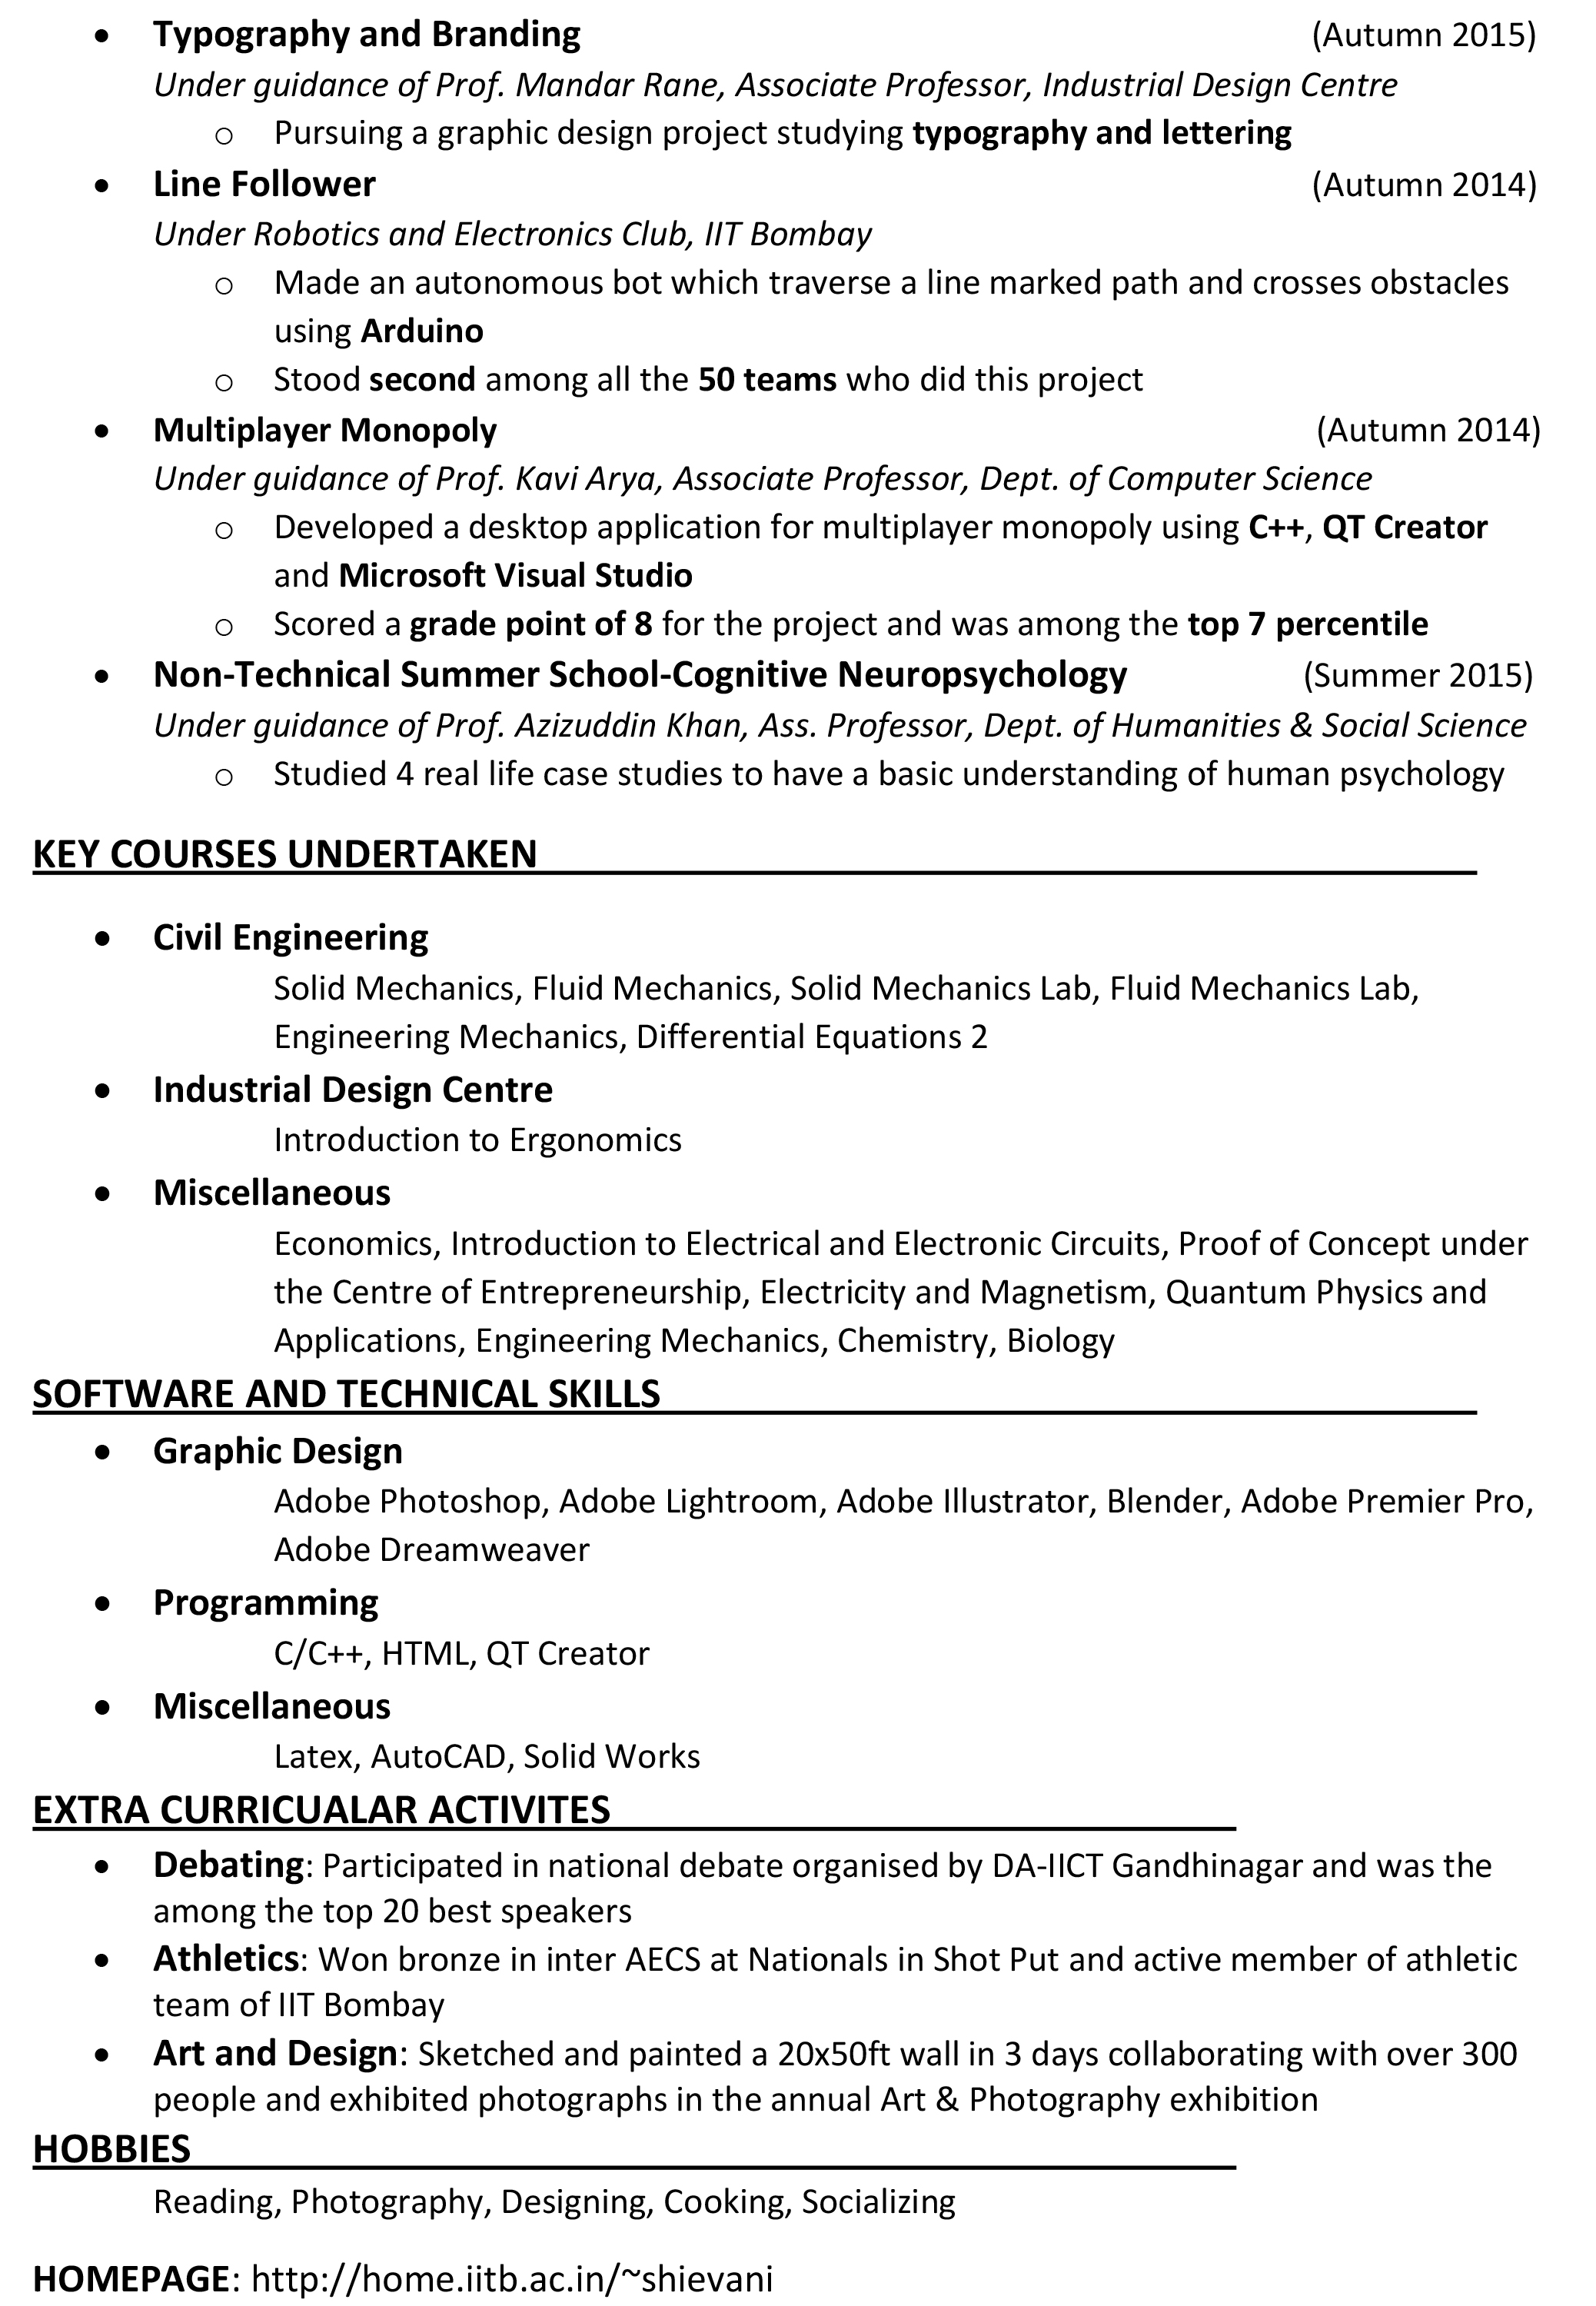 • Typography and Branding (Autumn 2015)
Under guidance of Prof. Mandar Rane, Associate Professor, Industrial Design Centre
o Pursuing a graphic design project studying typography and lettering
• Line Follower (Autumn 2014)
Under Robotics and Electronics Club, IIT Bombay
o Made an autonomous bot which traverse a line marked path and crosses obstacles
using Arduino
o Stood second among all the 50 teams who did this project
• Multiplayer Monopoly (Autumn 2014)
Under guidance of Prof. Kavi Arya, Associate Professor, Dept. of Computer Science
o Developed a desktop application for multiplayer monopoly using C++, QT Creator
and Microsoft Visual Studio
o Scored a grade point of 8 for the project and was among the top 7 percentile
• Non-Technical Summer School-Cognitive Neuropsychology (Summer 2015)
Under guidance of Prof. Azizuddin Khan, Ass. Professor, Dept. of Humanities & Social Science
o Studied 4 real life case studies to have a basic understanding of human psychology
KEY COURSES UNDERTAKEN
• Civil Engineering
Solid Mechanics, Fluid Mechanics, Solid Mechanics Lab, Fluid Mechanics Lab,
Engineering Mechanics, Differential Equations 2
• Industrial Design Centre
Introduction to Ergonomics
• Miscellaneous
Economics, Introduction to Electrical and Electronic Circuits, Proof of Concept under
the Centre of Entrepreneurship, Electricity and Magnetism, Quantum Physics and
Applications, Engineering Mechanics, Chemistry, Biology
SOFTWARE AND TECHNICAL SKILLS
• Graphic Design
Adobe Photoshop, Adobe Lightroom, Adobe Illustrator, Blender, Adobe Premier Pro,
Adobe Dreamweaver
• Programming
C/C++, HTML, QT Creator
• Miscellaneous
Latex, AutoCAD, Solid Works
EXTRA CURRICUALAR ACTIVITES
• Debating: Participated in national debate organised by DA-IICT Gandhinagar and was the
among the top 20 best speakers
• Athletics: Won bronze in inter AECS at Nationals in Shot Put and active member of athletic
team of IIT Bombay
• Art and Design: Sketched and painted a 20x50ft wall in 3 days collaborating with over 300
people and exhibited photographs in the annual Art & Photography exhibition
HOBBIES
Reading, Photography, Designing, Cooking, Socializing
HOMEPAGE: http://home.iitb.ac.in/~shievani